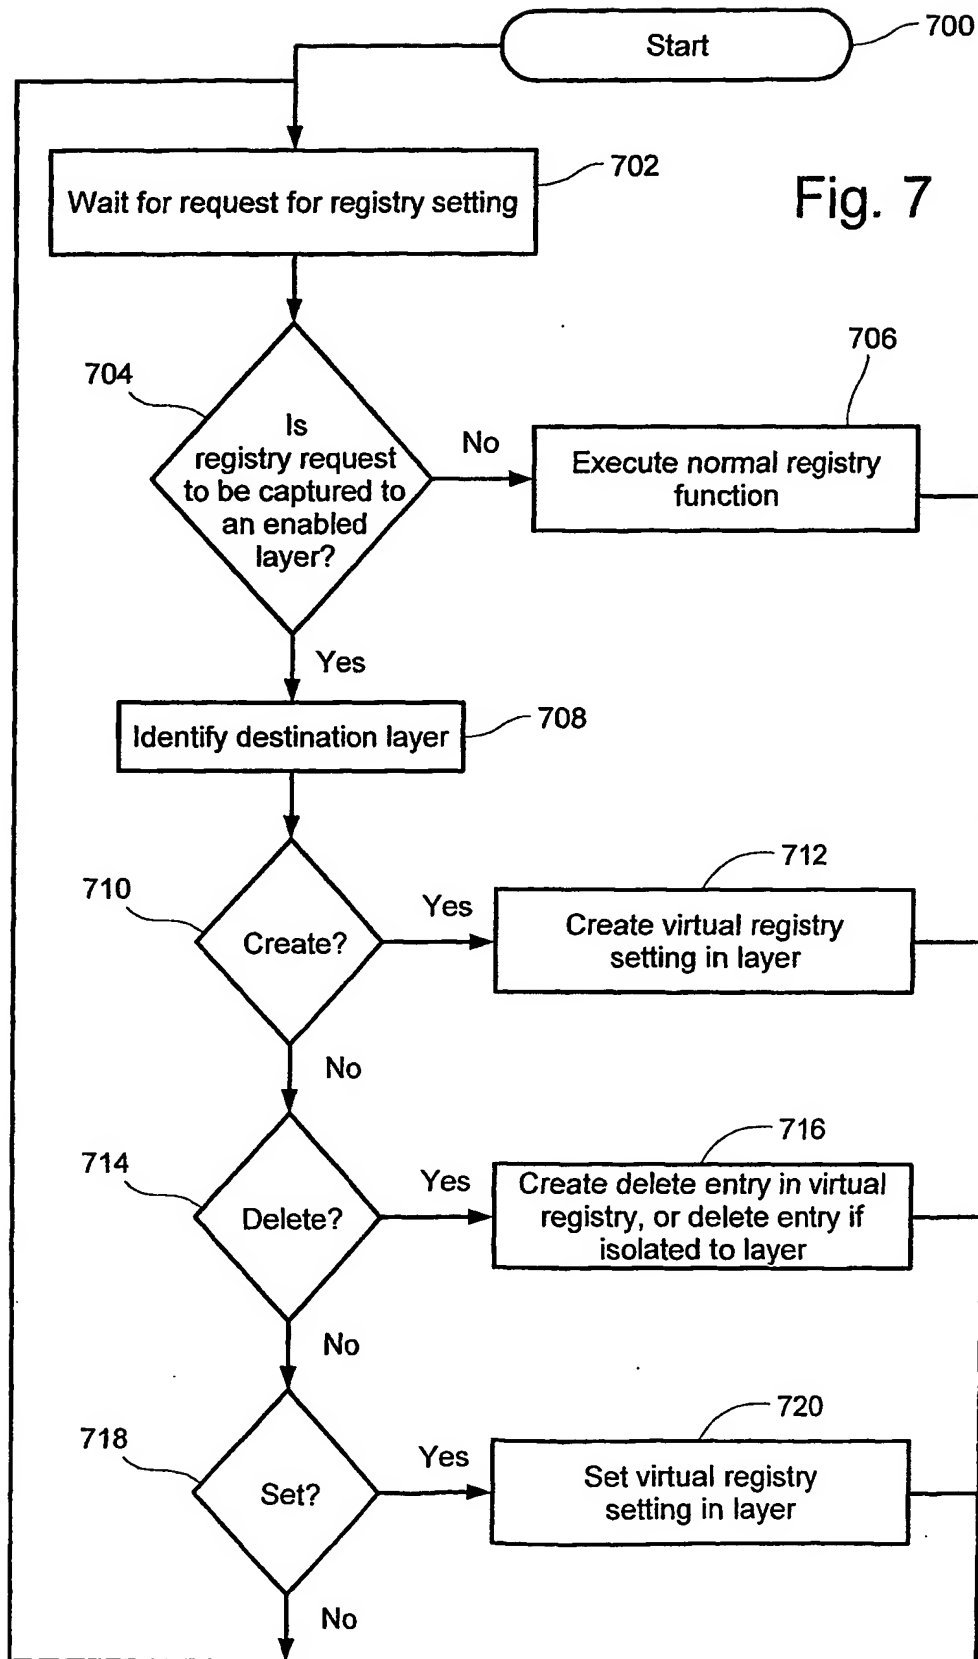 Start
700
Wait for request for registry setting
702
Fig. 7
704
Is
registry request
to be captured to
an enabled
layer?
No
706
Execute normal registry
function
Yes
Identify destination layer
708
710
Create?
Yes
712
Create virtual registry
setting in layer
No
714
Delete?
Yes
716
Create delete entry in virtual
registry, or delete entry if
isolated to layer
No
718
Set?
Yes
720
Set virtual registry
setting in layer
No